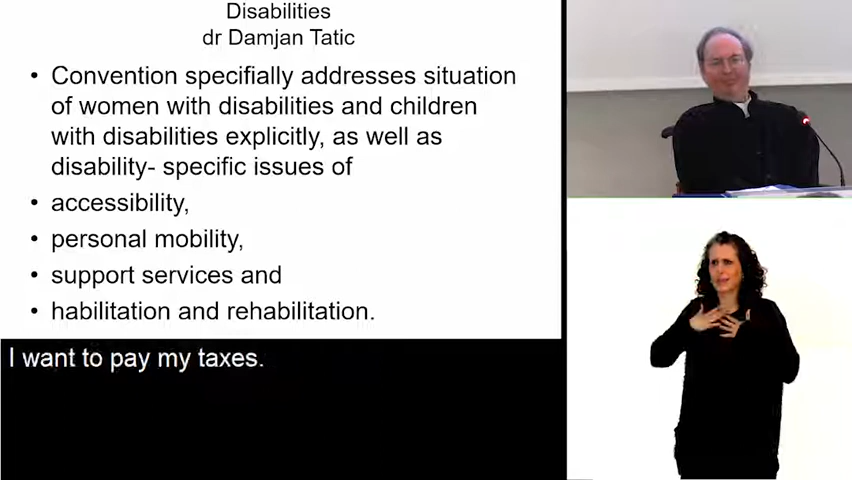 Disabilities
dr Damjan Tatic
• Convention specifially addresses situation
of women with disabilities and children
with disabilities explicitly, as well as
disability- specific issues of
• accessibility,
• personal mobility,
• support services and
• habilitation and rehabilitation.
I want to pay my taxes.